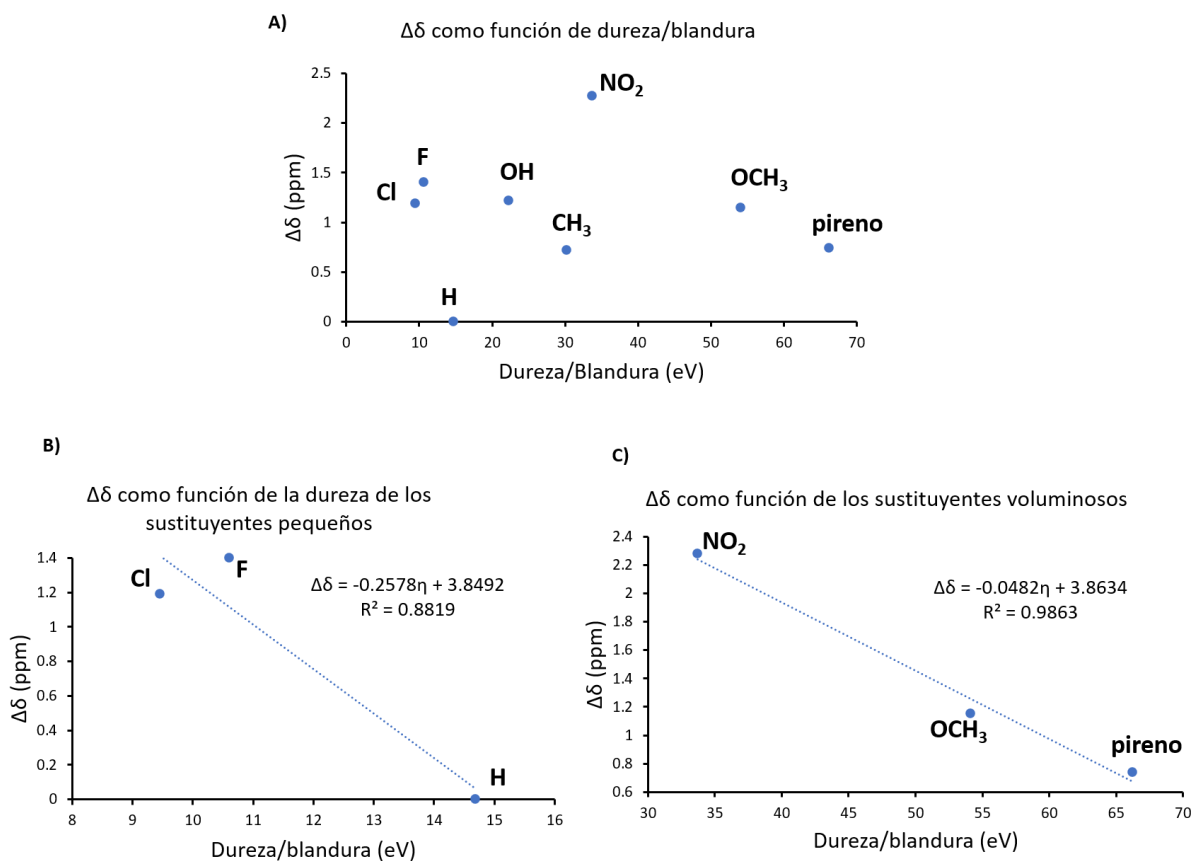 A)
Δδ como función de dureza/blandura
2.5
2
1.5
1
0.5
0
Δδ (ppm)
NO₂
F
Cl
OH
CH₃
OCH₃
pireno
H
0 10 20 30 40 50 60 70
Dureza/Blandura (eV)
B)
Δδ como función de la dureza de los
sustituyentes pequeños
1.4
1.2
1
0.8
0.6
0.4
0.2
0
Δδ (ppm)
Cl
F
Δδ = -0.2578η + 3.8492
R² = 0.8819
H
8 9 10 11 12 13 14 15 16
Dureza/blandura (eV)
C)
Δδ como función de los sustituyentes voluminosos
2.4
2.2
2
1.8
1.6
1.4
1.2
1
0.8
0.6
Δδ (ppm)
NO₂
Δδ = -0.0482η + 3.8634
R² = 0.9863
OCH₃
pireno
30 35 40 45 50 55 60 65 70
Dureza/blandura (eV)